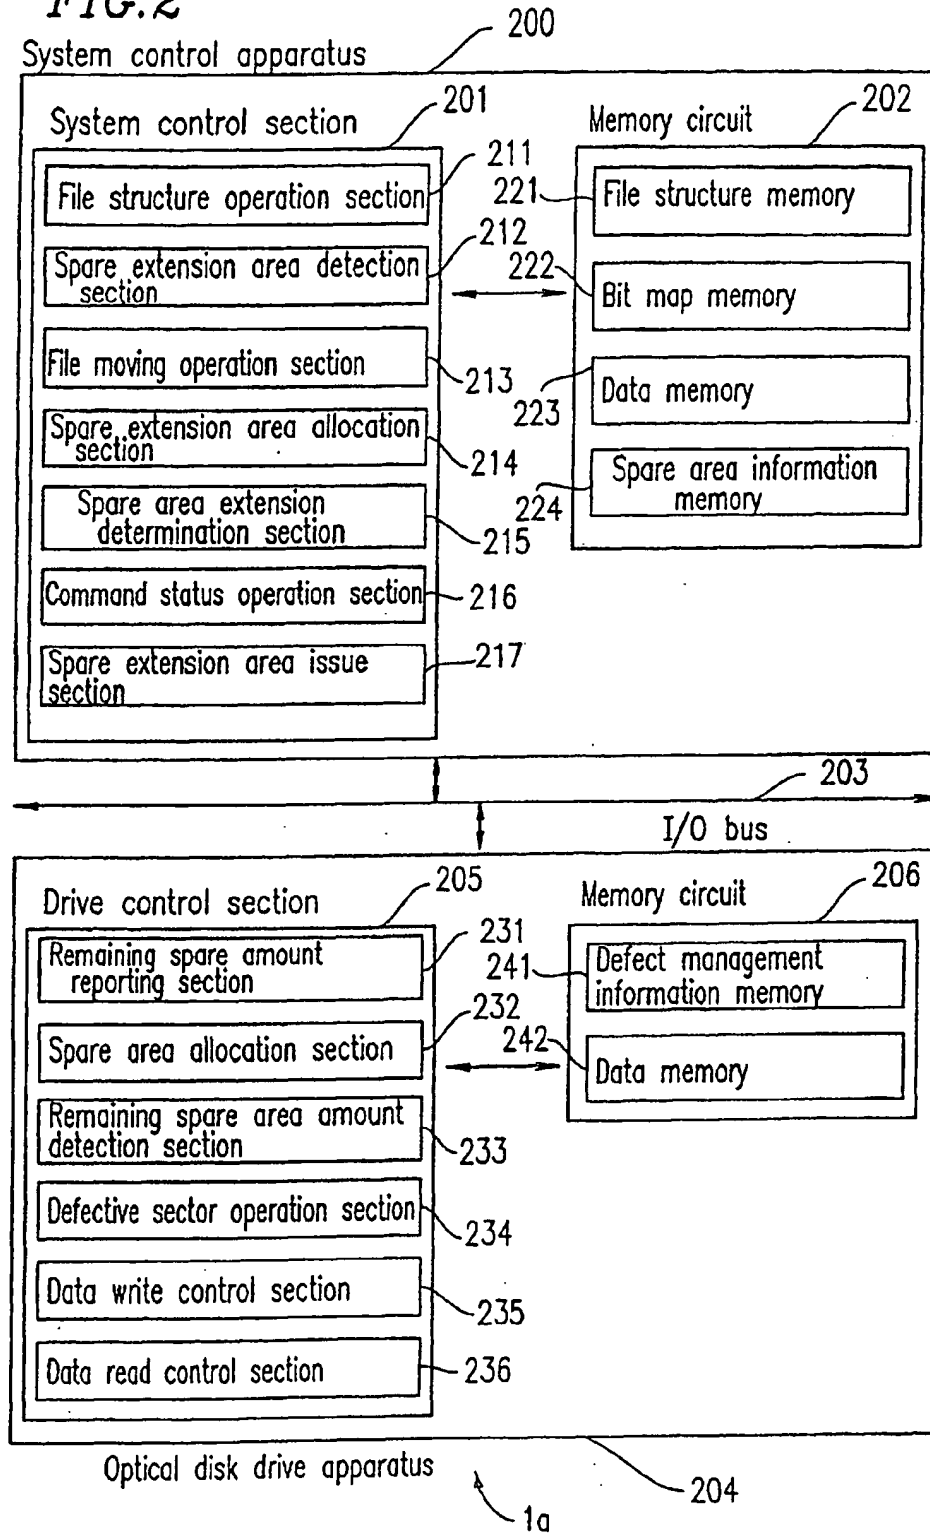 FIG.2
200
System control apparatus
201
202
System control section
Memory circuit
211
File structure operation section
221
File structure memory
212
Spare extension area detection
section
222
Bit map memory
File moving operation section
213
Data memory
223
Spare extension area allocation
section
214
Spare area information
memory
224
Spare area extension
determination section
215
Command status operation section
216
Spare extension area issue
section
217
203
I/O bus
205
206
Drive control section
Memory circuit
231
Remaining spare amount
reporting section
241
Defect management
information memory
232
Spare area allocation section
242
Data memory
Remaining spare area amount
detection section
233
Defective sector operation section
234
Data write control section
235
Data read control section
236
Optical disk drive apparatus
204
1a